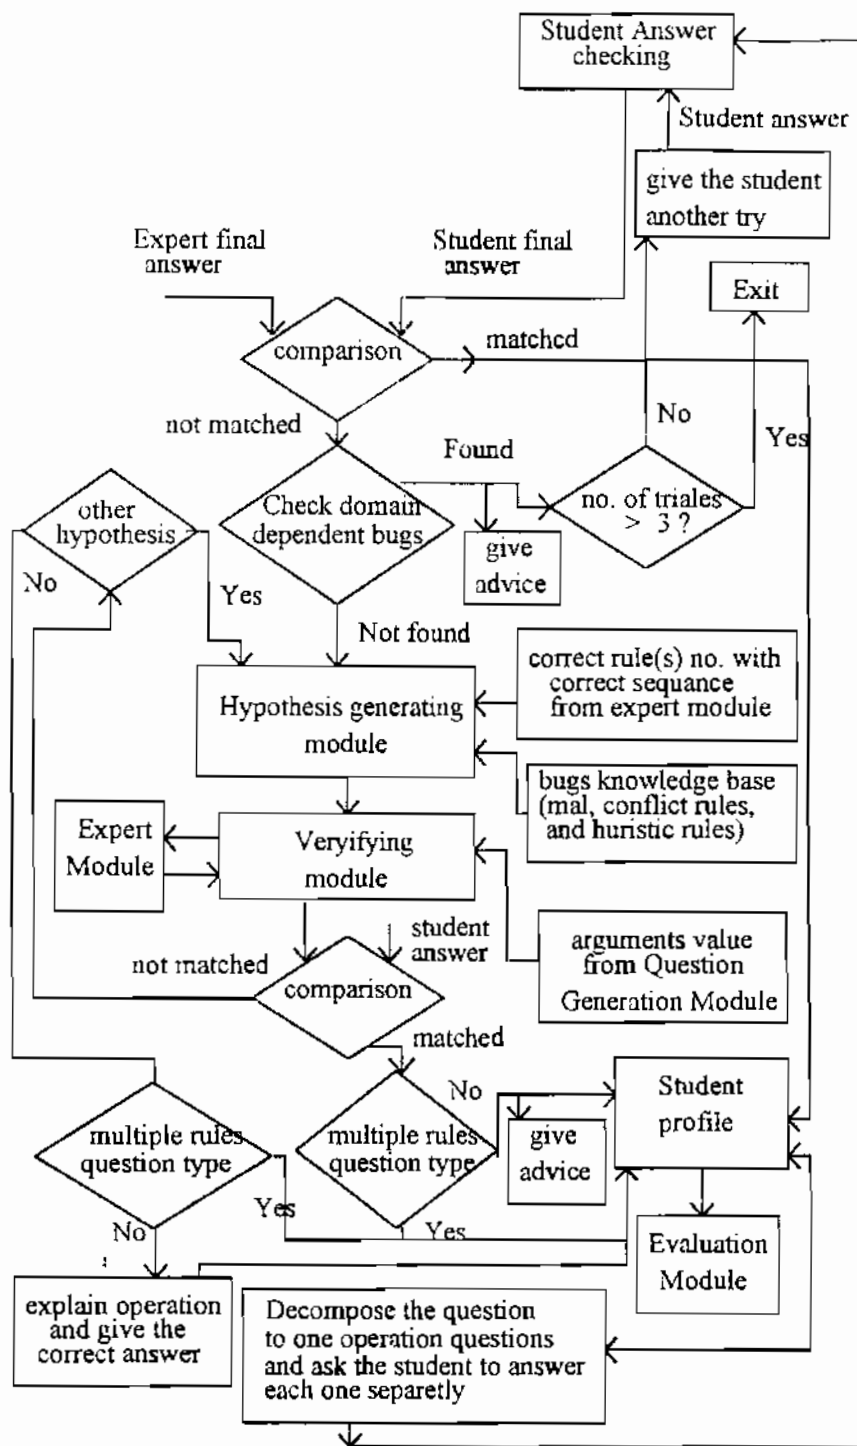 Student Answer
checking
Student answer
give the student
another try
Expert final
answer
Student final
answer
Exit
comparison
matched
not matched
No
Yes
Found
other
hypothesis
Check domain
dependent bugs
no. of triales
> 3 ?
give
advice
No
Yes
Not found
correct rule(s) no. with
correct sequance
from expert module
Hypothesis generating
module
bugs knowledge base
(mal, conflict rules,
and huristic rules)
Expert
Module
Veryifying
module
student
answer
not matched
arguments value
from Question
Generation Module
comparison
matched
No
Student
profile
multiple rules
question type
multiple rules
question type
give
advice
Yes
No
Yes
Evaluation
Module
explain operation
and give the
correct answer
Decompose the question
to one operation questions
and ask the student to answer
each one separetly